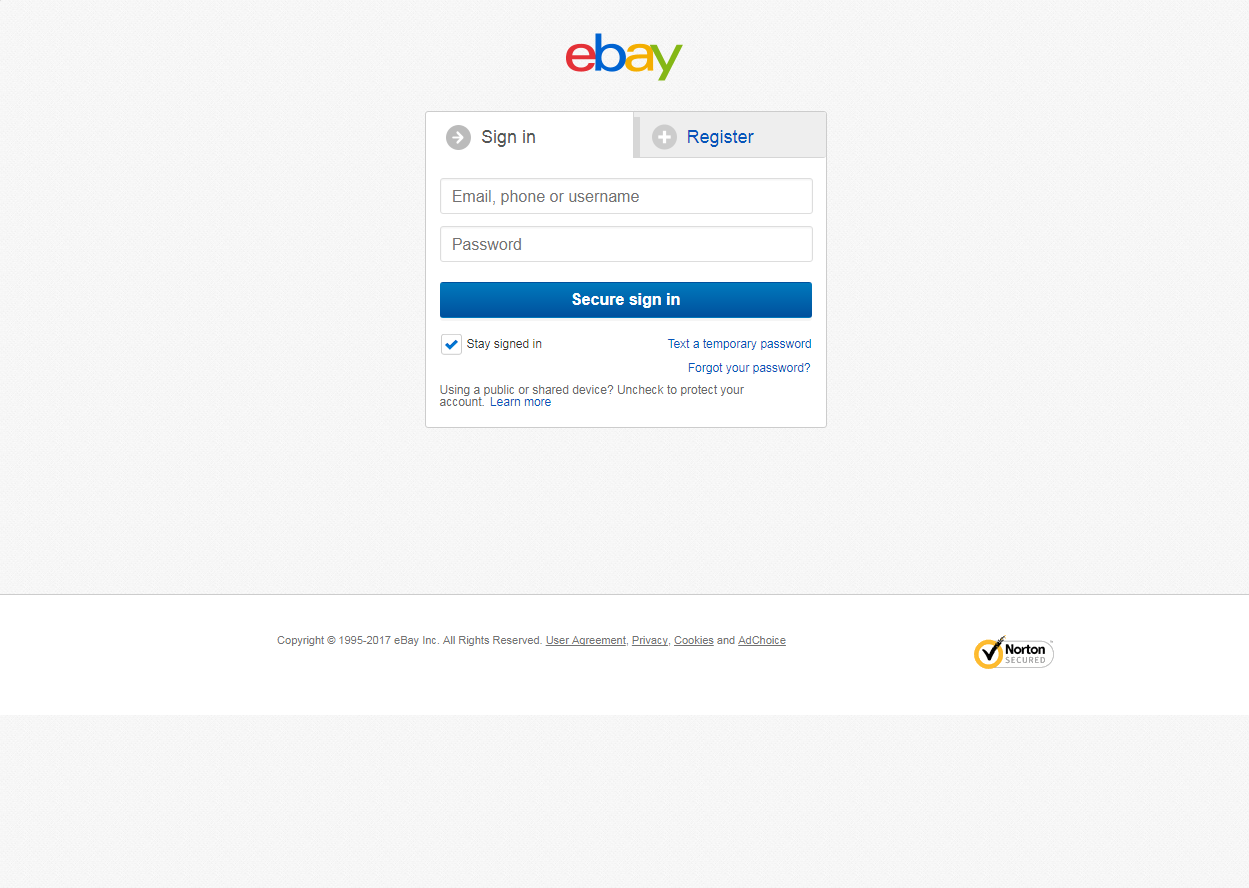 ebay
Sign in
Register
Email, phone or username
Password
Secure sign in
Stay signed in
Text a temporary password
Forgot your password?
Using a public or shared device? Uncheck to protect your
account. Learn more
Copyright © 1995-2017 eBay Inc. All Rights Reserved. User Agreement, Privacy, Cookies and AdChoice
Norton
SECURED